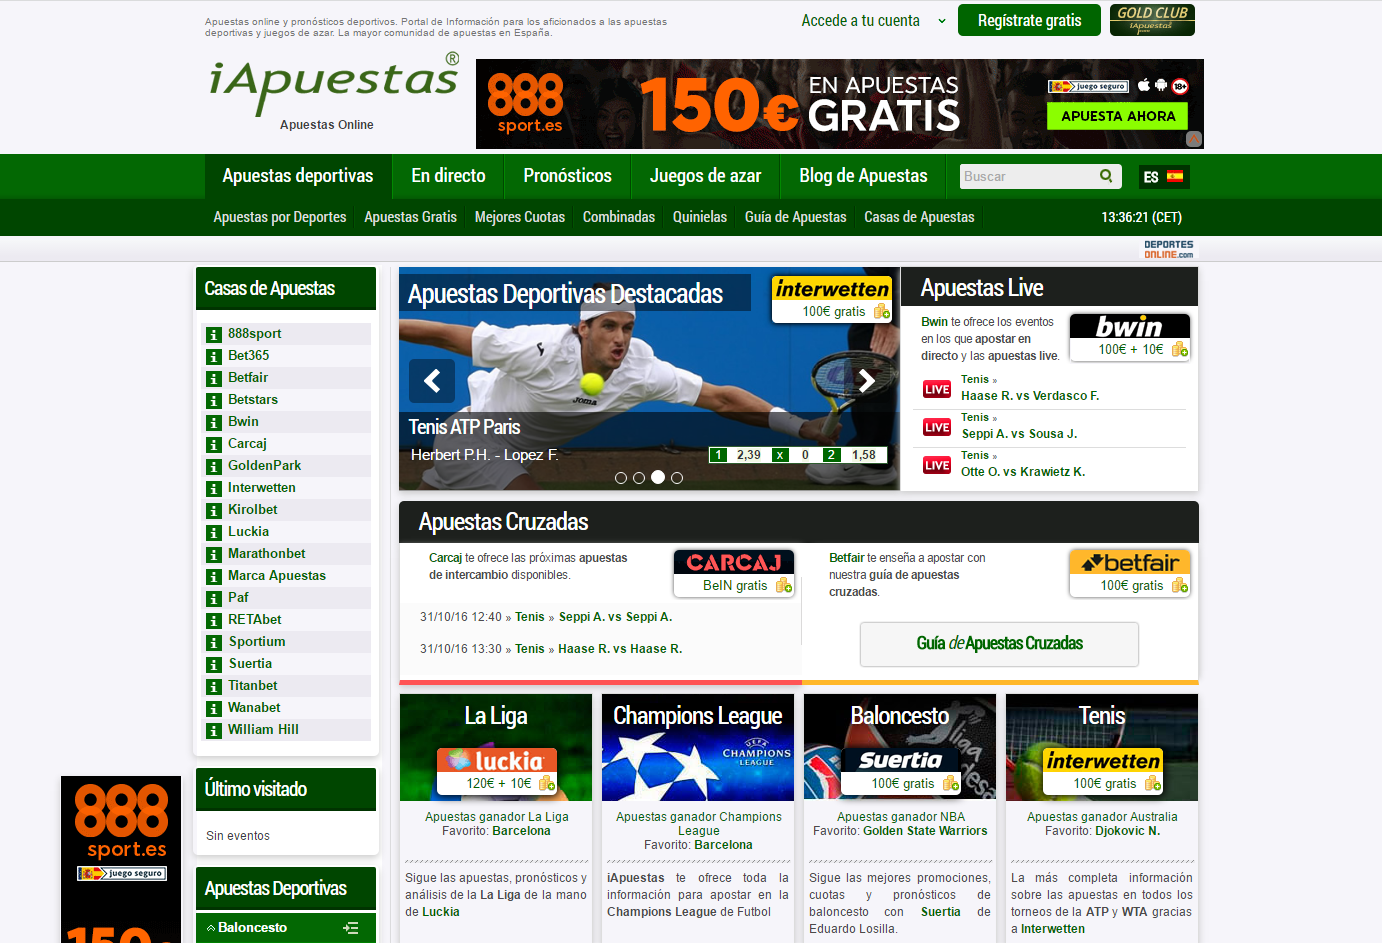 Apuestas online y pronósticos deportivos. Portal de Información para los aficionados a las apuestas
deportivas y juegos de azar. La mayor comunidad de apuestas en España.
Accede a tu cuenta
Regístrate gratis
GOLD CLUB
iApuestas
.com
iApuestas®
Apuestas Online
888
sport.es
150€
EN APUESTAS
GRATIS
juego seguro
18+
APUESTA AHORA
Apuestas deportivas
En directo
Pronósticos
Juegos de azar
Blog de Apuestas
Buscar
ES
Apuestas por Deportes
Apuestas Gratis
Mejores Cuotas
Combinadas
Quinielas
Guía de Apuestas
Casas de Apuestas
13:36:21 (CET)
DEPORTES
ONLINE.com
Casas de Apuestas
888sport
Bet365
Betfair
Betstars
Bwin
Carcaj
GoldenPark
Interwetten
Kirolbet
Luckia
Marathonbet
Marca Apuestas
Paf
RETAbet
Sportium
Suertia
Titanbet
Wanabet
William Hill
Último visitado
Sin eventos
Apuestas Deportivas
Baloncesto
888
sport.es
juego seguro
150€
Apuestas Deportivas Destacadas
interwetten
100€ gratis
JOMA
Tenis ATP Paris
Herbert P.H. - Lopez F.
1 2,39 x 0 2 1,58
Apuestas Live
Bwin te ofrece los eventos
en los que apostar en
directo y las apuestas live.
bwin
100€ + 10€
LIVE
Tenis »
Haase R. vs Verdasco F.
LIVE
Tenis »
Seppi A. vs Sousa J.
LIVE
Tenis »
Otte O. vs Krawietz K.
Apuestas Cruzadas
Carcaj te ofrece las próximas apuestas
de intercambio disponibles.
CARCAJ
BeIN gratis
31/10/16 12:40 » Tenis » Seppi A. vs Seppi A.
31/10/16 13:30 » Tenis » Haase R. vs Haase R.
Betfair te enseña a apostar con
nuestra guía de apuestas
cruzadas.
betfair
100€ gratis
Guía de Apuestas Cruzadas
La Liga
luckia
120€ + 10€
Apuestas ganador La Liga
Favorito: Barcelona
Sigue las apuestas, pronósticos y
análisis de la La Liga de la mano
de Luckia
Champions League
UEFA
CHAMPIONS
LEAGUE
Apuestas ganador Champions
League
Favorito: Barcelona
iApuestas te ofrece toda la
información para apostar en la
Champions League de Futbol
Baloncesto
liga
Suertia
100€ gratis
Apuestas ganador NBA
Favorito: Golden State Warriors
Sigue las mejores promociones,
cuotas y pronósticos de
baloncesto con Suertia de
Eduardo Losilla.
Tenis
interwetten
100€ gratis
Apuestas ganador Australia
Favorito: Djokovic N.
La más completa información
sobre las apuestas en todos los
torneos de la ATP y WTA gracias
a Interwetten